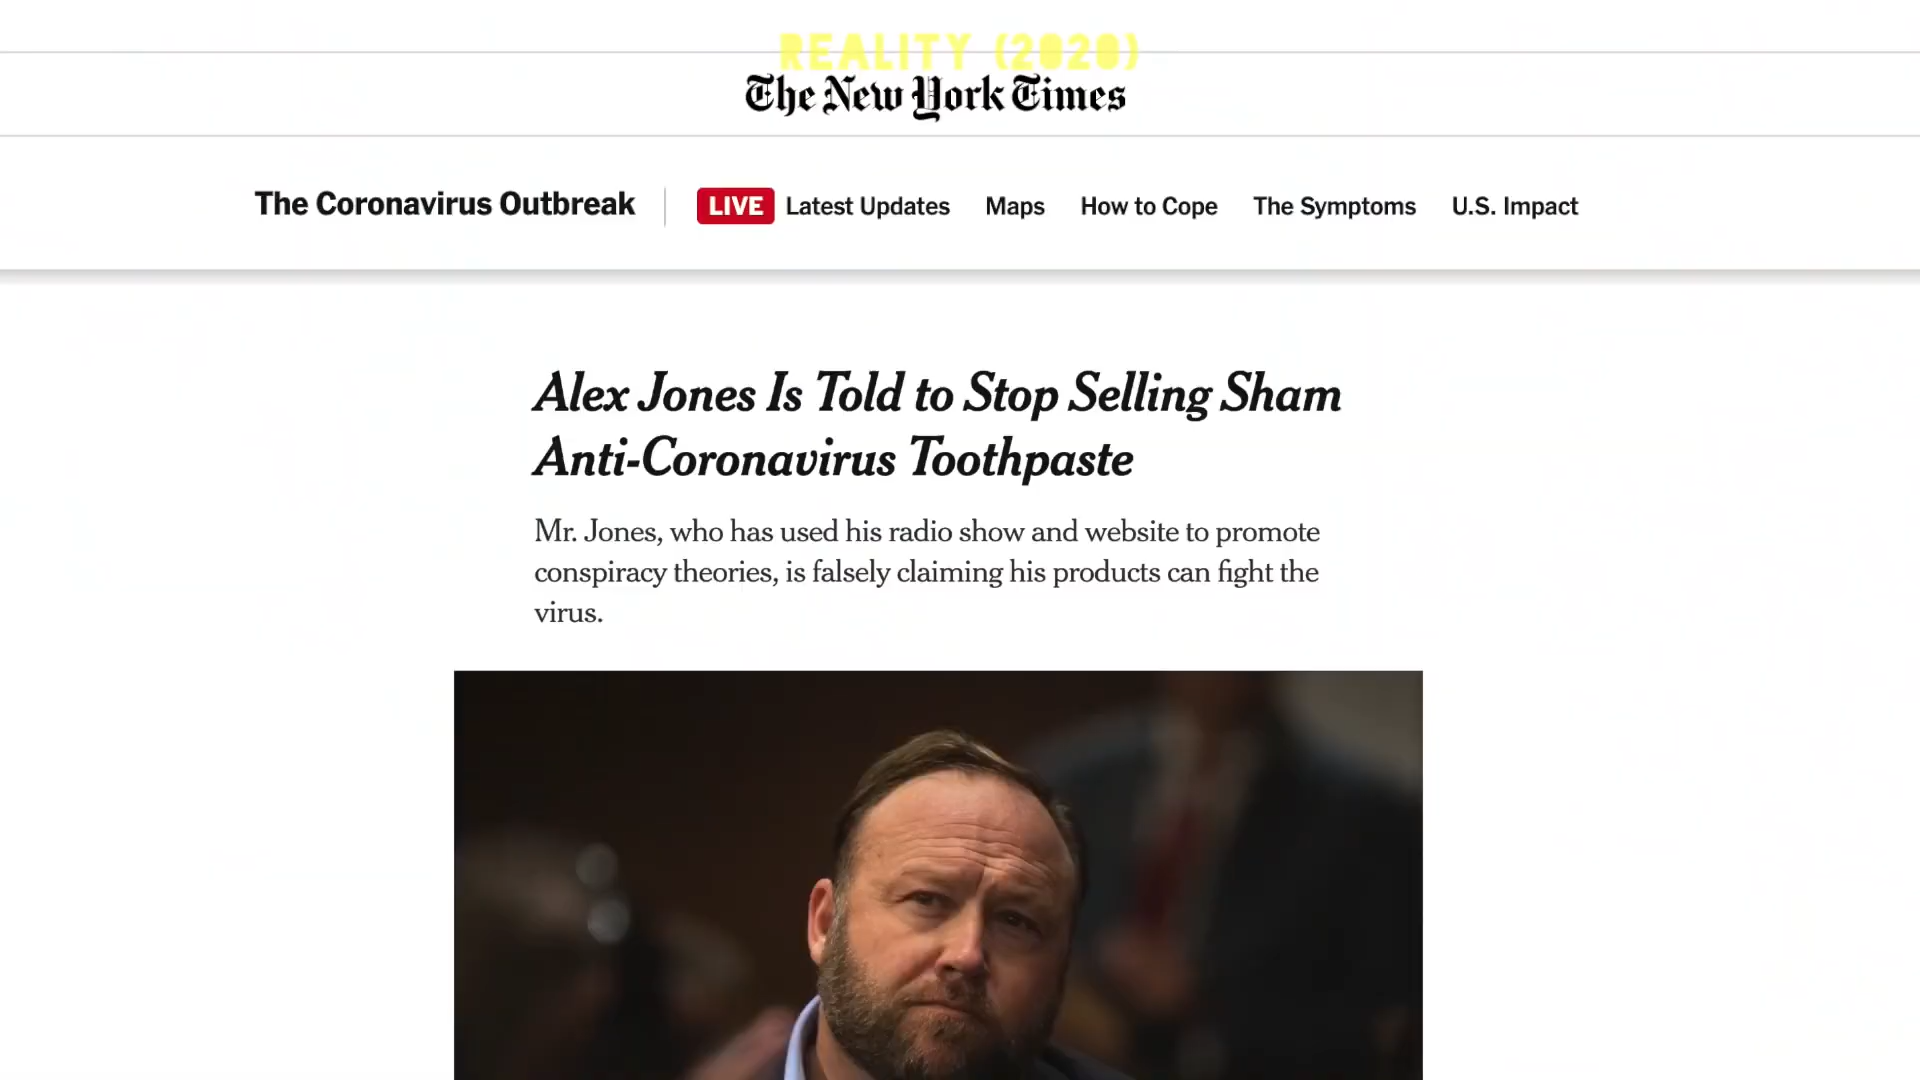 REALITY (2020)
The New York Times
The Coronavirus Outbreak LIVE Latest Updates Maps How to Cope The Symptoms U.S. Impact
Alex Jones Is Told to Stop Selling Sham
Anti-Coronavirus Toothpaste
Mr. Jones, who has used his radio show and website to promote
conspiracy theories, is falsely claiming his products can fight the
virus.